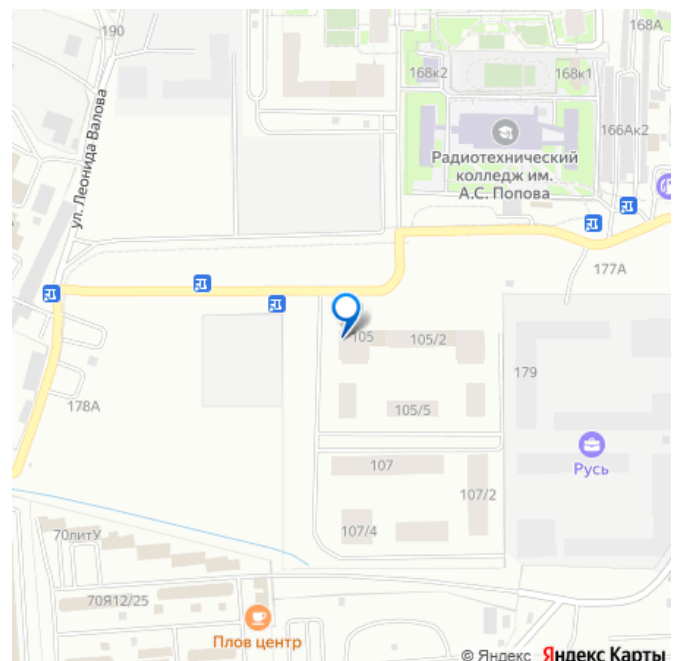 190
168А
168к2
168к1
166Ак2
Радиотехнический
колледж им.
А.С. Попова
ул. Леонида Валова
177А
105
105/2
179
178А
105/5
Русь
107
107/2
107/4
70литУ
70Я12/25
Плов центр
© Яндекс Яндекс Карты